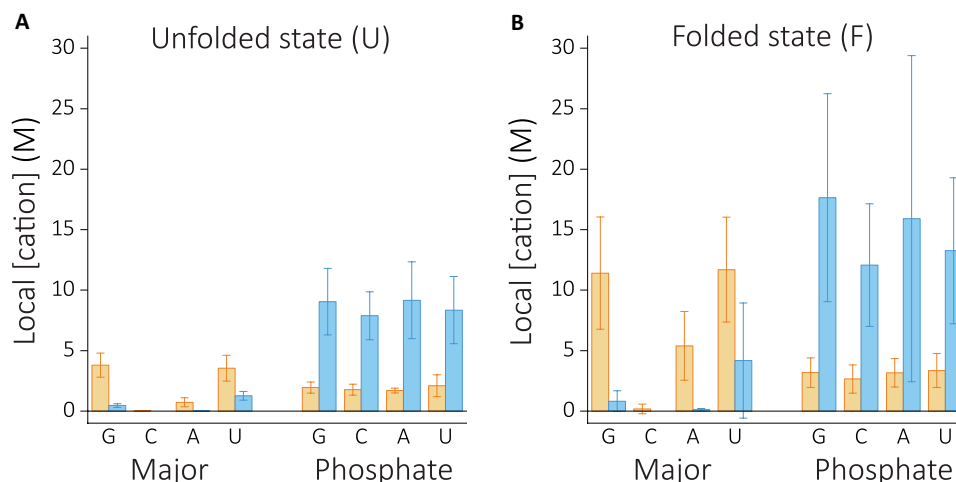 A
Unfolded state (U)
Local [cation] (M)
30
25
20
15
10
5
0
G C A U G C A U
Major Phosphate
B
Folded state (F)
Local [cation] (M)
30
25
20
15
10
5
0
G C A U G C A U
Major Phosphate